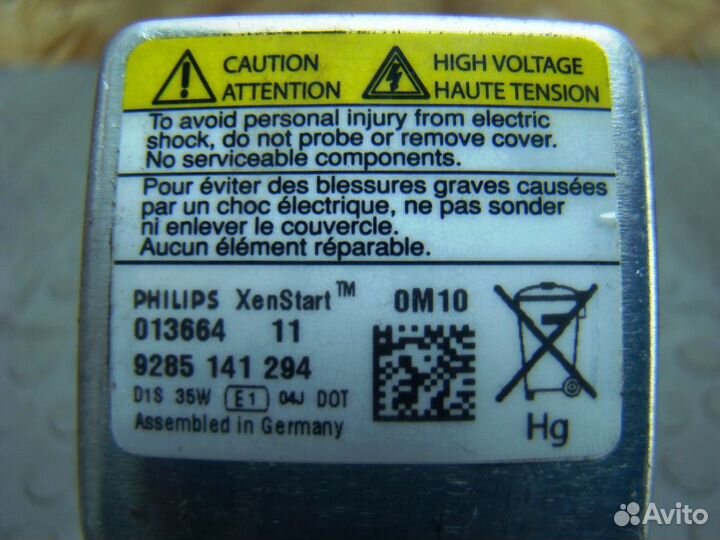 CAUTION
ATTENTION
HIGH VOLTAGE
HAUTE TENSION
To avoid personal injury from electric
shock, do not probe or remove cover.
No serviceable components.
Pour éviter des blessures graves causées
par un choc électrique, ne pas sonder
ni enlever le couvercle.
Aucun élément réparable.
PHILIPS XenStart™ 0M10
013664 11
9285 141 294
D1S 35W E1 04J DOT
Assembled in Germany
Hg
Avito